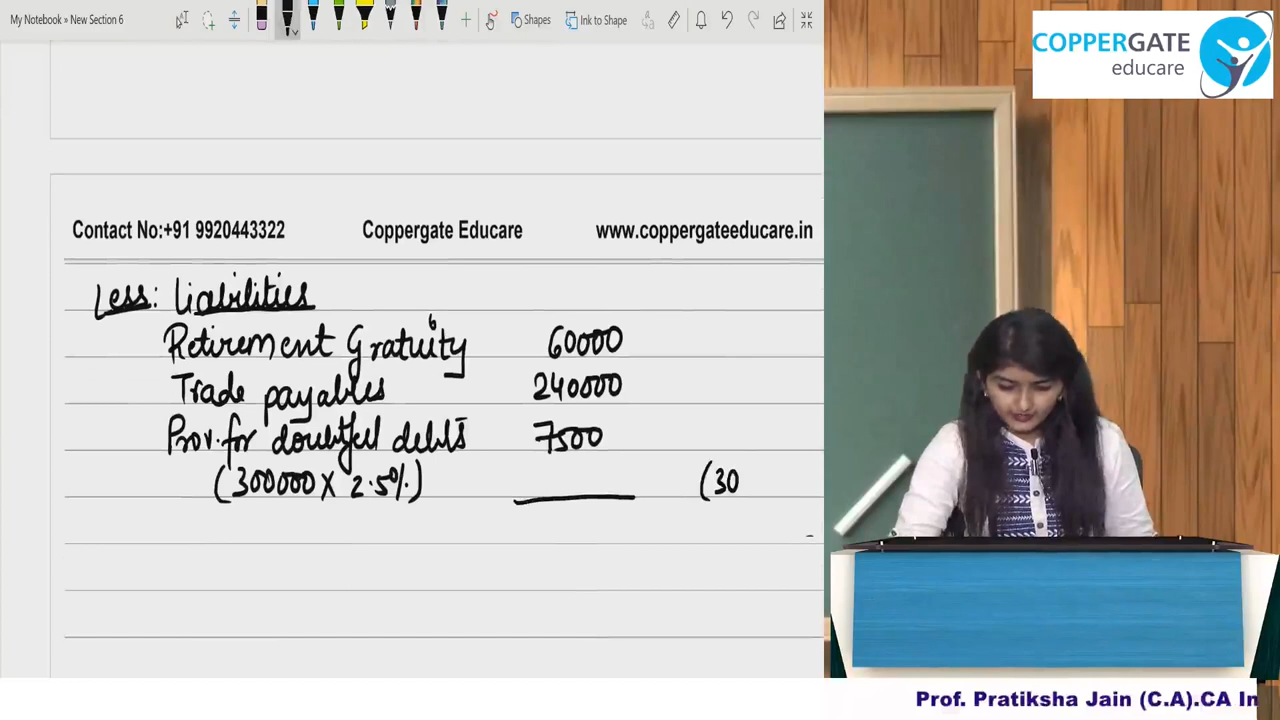 My Notebook » New Section 6
Shapes
Ink to Shape
COPPERGATE
educare
Contact No:+91 9920443322 Coppergate Educare www.coppergateeducare.in
Less: Liabilities
Retirement Gratuity 60000
Trade payables 240000
Prov. for doubtful debts 7500
(300000 X 2.5%) (30
Prof. Pratiksha Jain (C.A).CA In